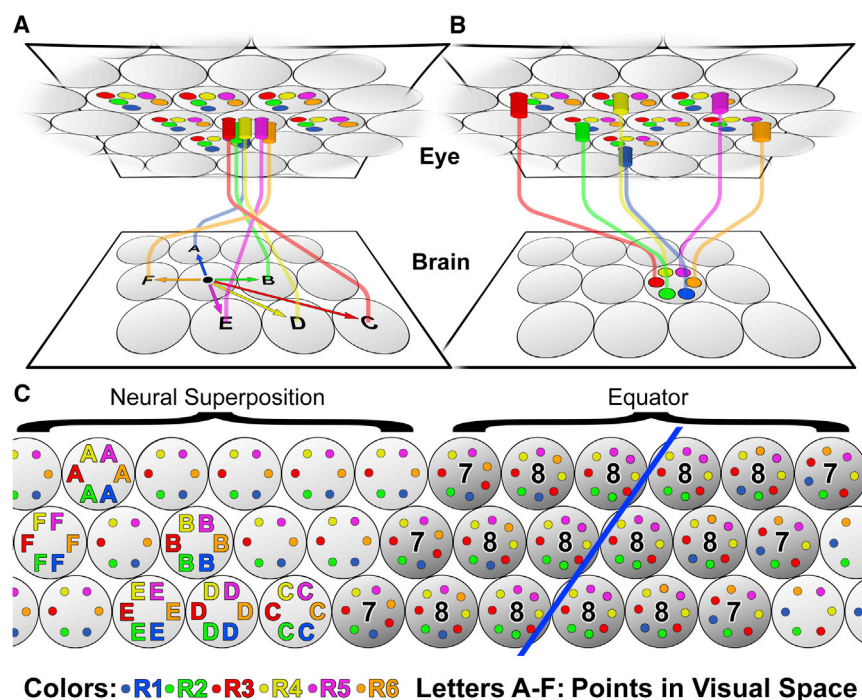 A
B
Eye
A
F
B
E
D
C
Brain
C
Neural Superposition
Equator
A A
A A
A A
7 8 8 8 7
F F B B
F F B B
F F B B
7 8 8 8 8 7
E E D D C C
E E D D C C
E E D D C C
7 8 8 8 8 7
Colors: R1 R2 R3 R4 R5 R6 Letters A-F: Points in Visual Space